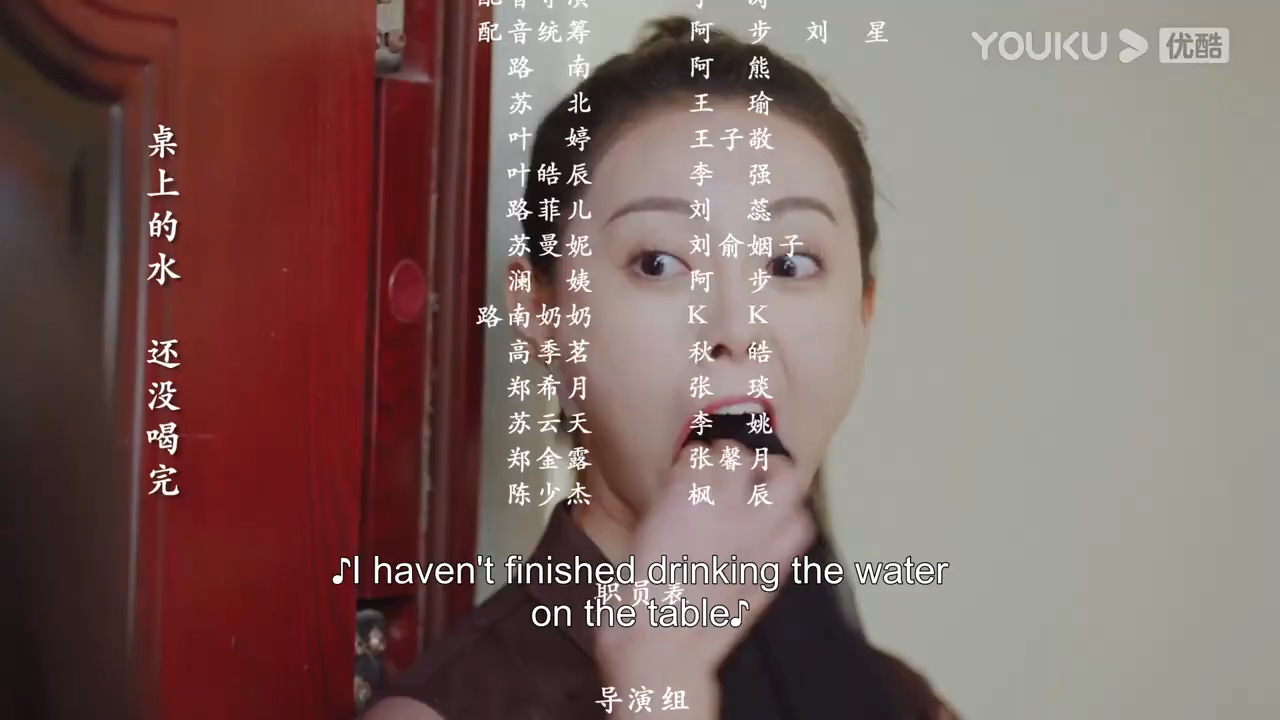 配音统筹 阿步 刘星
YOUKU 优酷
路南 阿熊
苏北 王瑜
叶婷 王子敬
叶皓辰 李强
路菲儿 刘蕊
苏曼妮 刘俞姻子
澜姨 阿步
路南奶奶 KK
高季茗 秋皓
郑希月 张琰
苏云天 李姚
郑金露 张馨月
陈少杰 枫辰
桌上的水 还没喝完
♪I haven't finished drinking the water
on the table♪
职员表
导演组